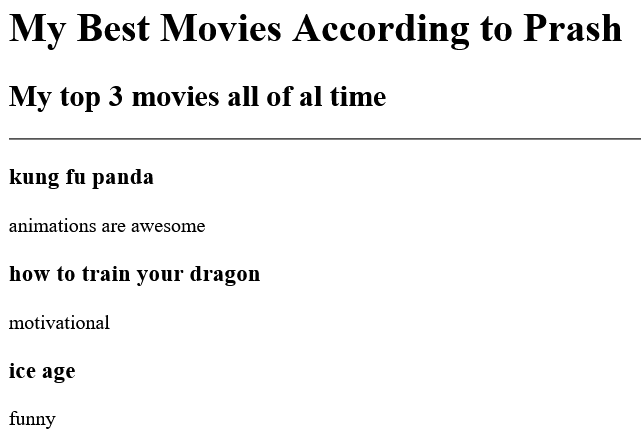 My Best Movies According to Prash
My top 3 movies all of al time
kung fu panda
animations are awesome
how to train your dragon
motivational
ice age
funny